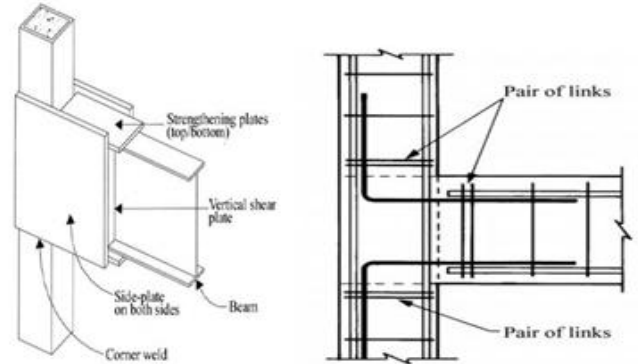 Strengthening plates
(top/bottom)
Vertical shear
plate
Side-plate
on both sides
Beam
Corner weld
Pair of links
Pair of links